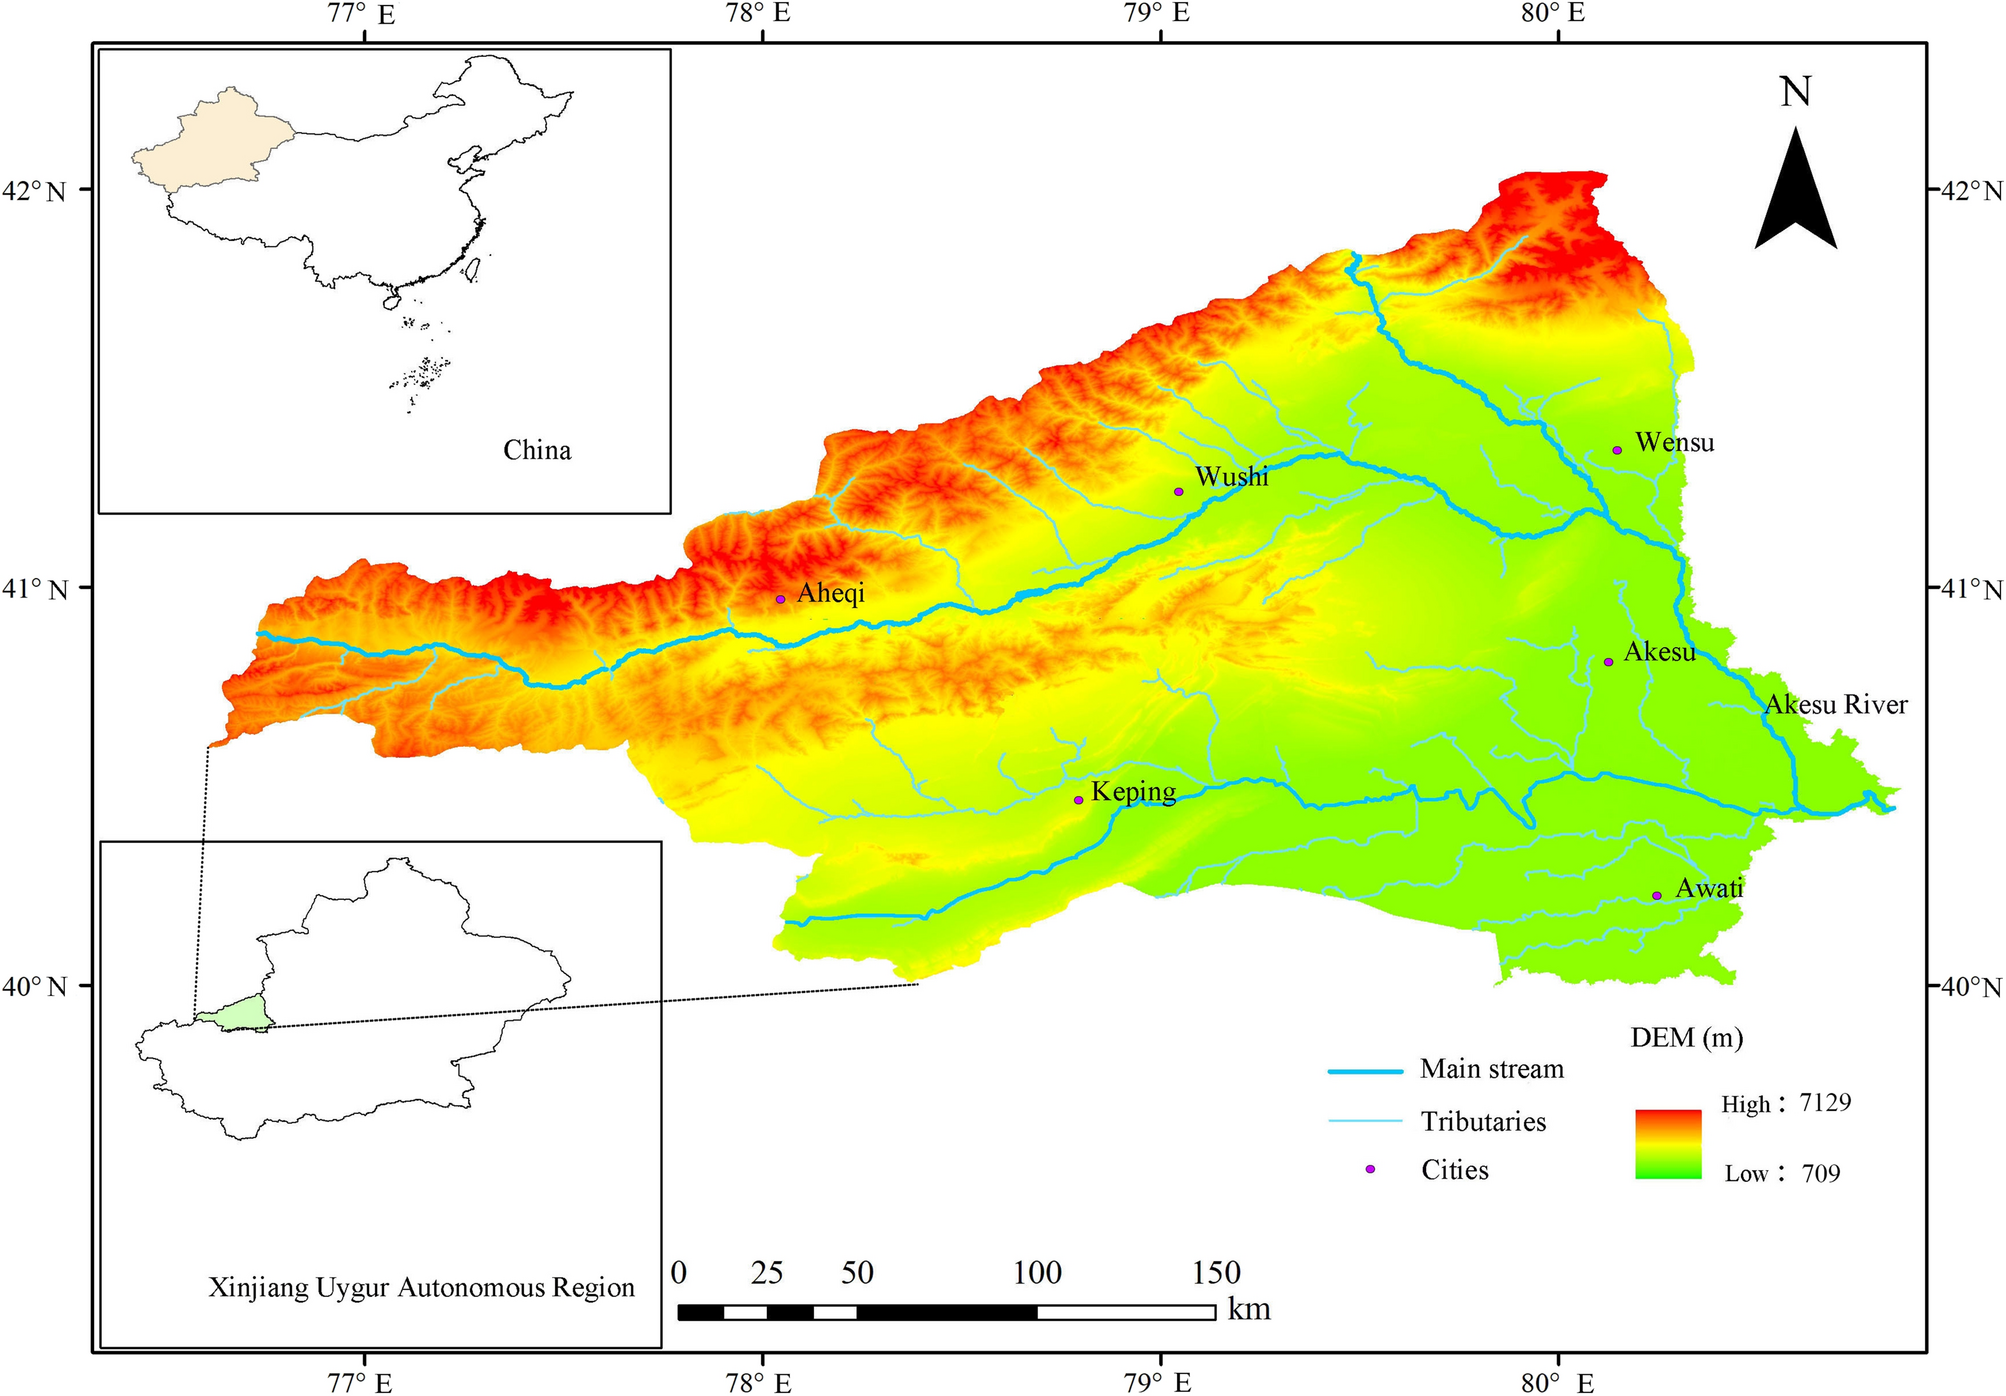 77° E
78° E
79° E
80° E
N
42°N
42°N
China
Wensu
Wushi
41°N
Aheqi
41°N
Akesu
Akesu River
Keping
Awati
40°N
40°N
DEM (m)
Main stream
High： 7129
Tributaries
Cities
Low： 709
Xinjiang Uygur Autonomous Region
0 25 50 100 150
km
77° E
78° E
79° E
80° E